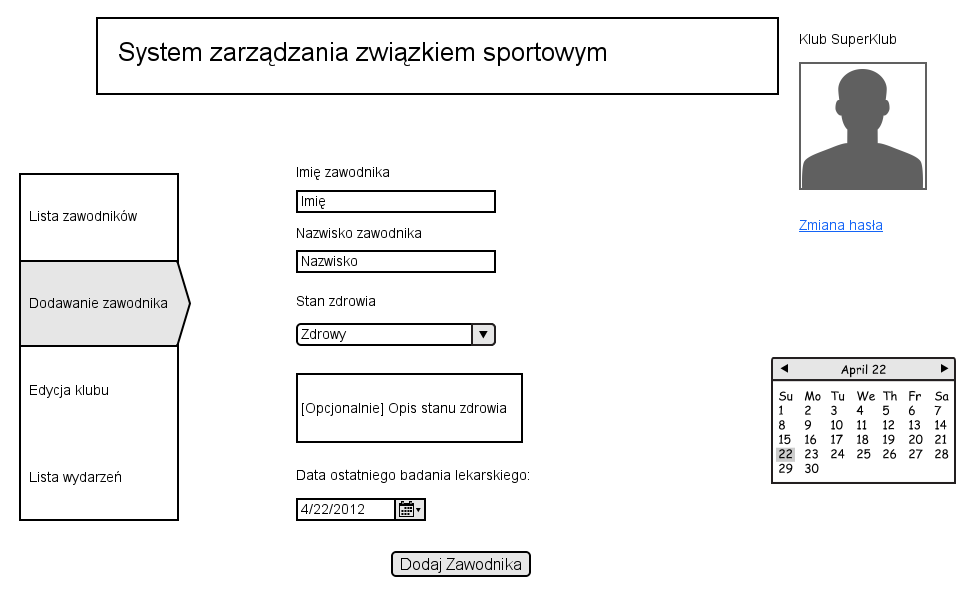 System zarządzania związkiem sportowym
Klub SuperKlub
Zmiana hasła
Lista zawodników
Dodawanie zawodnika
Edycja klubu
Lista wydarzeń
Imię zawodnika
Imię
Nazwisko zawodnika
Nazwisko
Stan zdrowia
Zdrowy
[Opcjonalnie] Opis stanu zdrowia
Data ostatniego badania lekarskiego:
4/22/2012
Dodaj Zawodnika
April 22
Su Mo Tu We Th Fr Sa
1 2 3 4 5 6 7
8 9 10 11 12 13 14
15 16 17 18 19 20 21
22 23 24 25 26 27 28
29 30